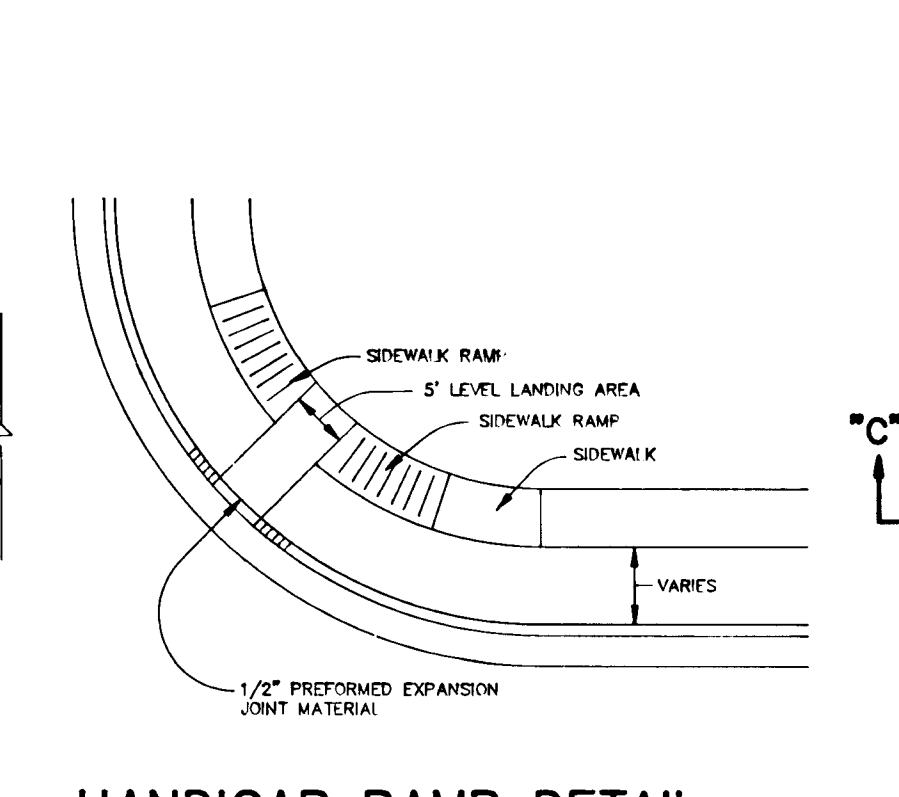 SIDEWALK RAMP
5' LEVEL LANDING AREA
SIDEWALK RAMP
SIDEWALK
"C"
VARIES
1/2" PREFORMED EXPANSION
JOINT MATERIAL
HANDICAP RAMP DETAIL